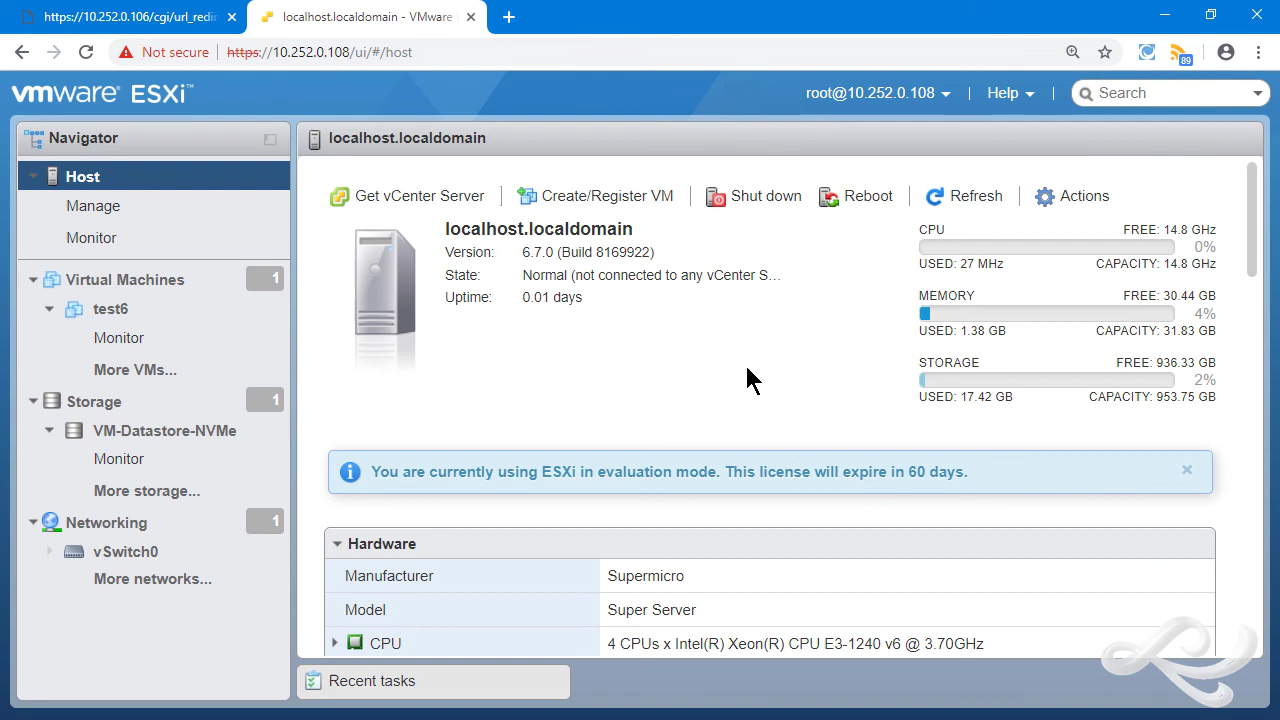 https://10.252.0.106/cgi/url_redir
localhost.localdomain - VMware
Not secure
https://10.252.0.108/ui/#/host
89
vmware ESXi™
root@10.252.0.108
Help
Search
Navigator
Host
Manage
Monitor
Virtual Machines
1
test6
Monitor
More VMs...
Storage
1
VM-Datastore-NVMe
Monitor
More storage...
Networking
1
vSwitch0
More networks...
localhost.localdomain
Get vCenter Server
Create/Register VM
Shut down
Reboot
Refresh
Actions
localhost.localdomain
Version: 6.7.0 (Build 8169922)
State: Normal (not connected to any vCenter S...
Uptime: 0.01 days
CPU FREE: 14.8 GHz
0%
USED: 27 MHz CAPACITY: 14.8 GHz
MEMORY FREE: 30.44 GB
4%
USED: 1.38 GB CAPACITY: 31.83 GB
STORAGE FREE: 936.33 GB
2%
USED: 17.42 GB CAPACITY: 953.75 GB
You are currently using ESXi in evaluation mode. This license will expire in 60 days.
Hardware
Manufacturer Supermicro
Model Super Server
CPU 4 CPUs x Intel(R) Xeon(R) CPU E3-1240 v6 @ 3.70GHz
Recent tasks